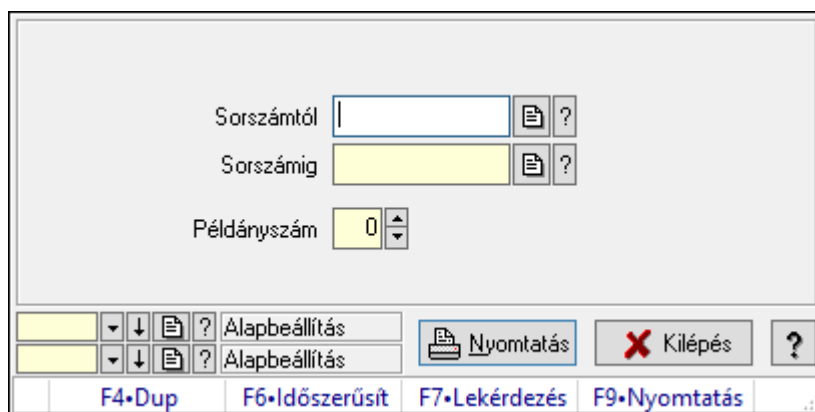 Sorszámtól ?
Sorszámig ?
Példányszám 0
? Alapbeállítás
? Alapbeállítás
Nyomtatás Kilépés ?
F4•Dup F6•Időszerűsít F7•Lekérdezés F9•Nyomtatás